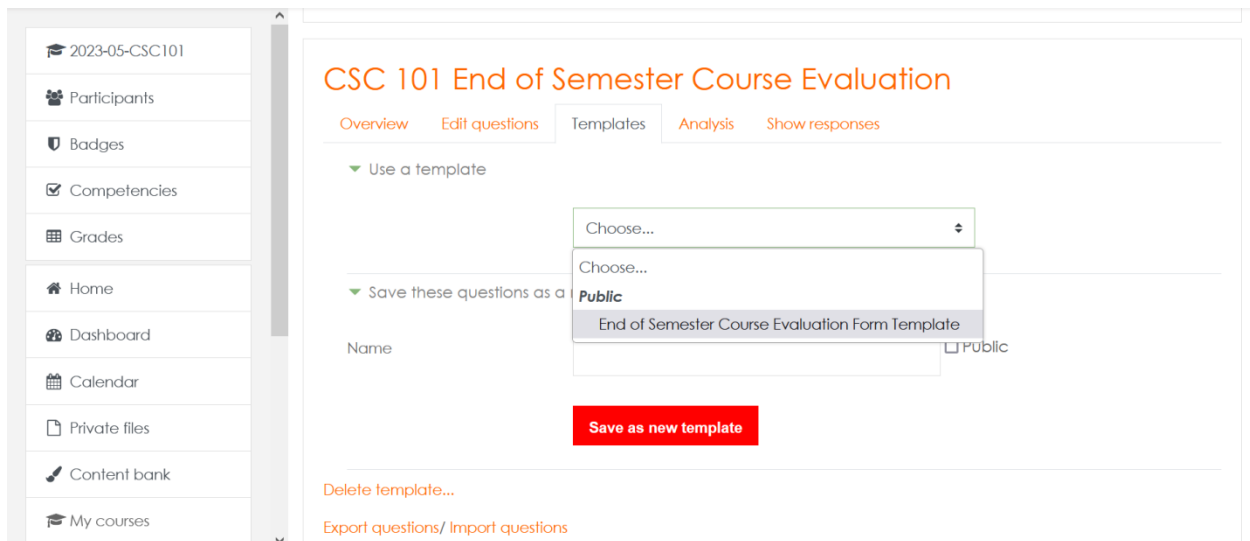 2023-05-CSC101
Participants
Badges
Competencies
Grades
Home
Dashboard
Calendar
Private files
Content bank
My courses
CSC 101 End of Semester Course Evaluation
Overview Edit questions Templates Analysis Show responses
Use a template
Choose...
Choose...
Public
End of Semester Course Evaluation Form Template
Save these questions as a
Name
Public
Save as new template
Delete template...
Export questions/ Import questions